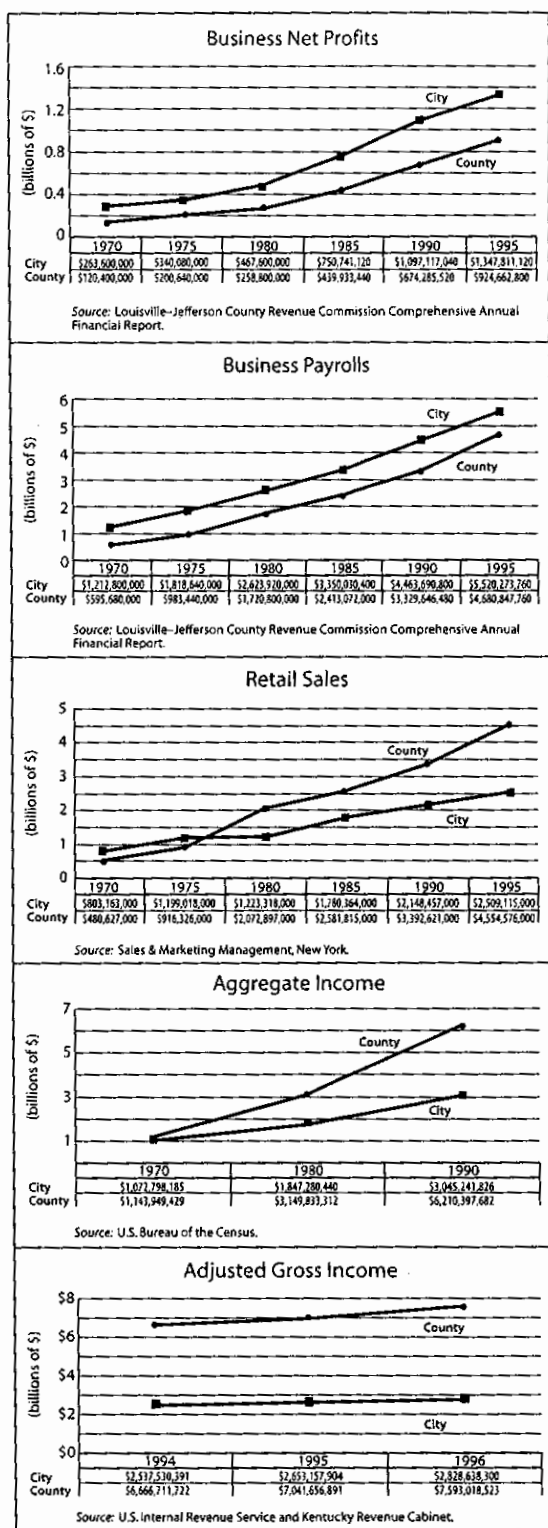 Business Net Profits
(billions of $)
1.6
1.2
0.8
0.4
0
City
County
1970 1975 1980 1985 1990 1995
City $263,600,000 $340,080,000 $467,600,000 $750,741,120 $1,097,117,040 $1,347,811,120
County $120,400,000 $200,640,000 $258,800,000 $439,933,440 $674,285,520 $924,662,800
Source: Louisville–Jefferson County Revenue Commission Comprehensive Annual
Financial Report.
Business Payrolls
(billions of $)
6
5
4
3
2
1
0
City
County
1970 1975 1980 1985 1990 1995
City $1,212,800,000 $1,818,640,000 $2,623,920,000 $3,350,030,400 $4,463,690,800 $5,520,273,760
County $595,680,000 $983,440,000 $1,720,800,000 $2,413,072,000 $3,329,646,480 $4,680,847,760
Source: Louisville–Jefferson County Revenue Commission Comprehensive Annual
Financial Report.
Retail Sales
(billions of $)
5
4
3
2
1
0
County
City
1970 1975 1980 1985 1990 1995
City $803,163,000 $1,199,018,000 $1,223,318,000 $1,780,364,000 $2,148,457,000 $2,509,115,000
County $480,627,000 $916,326,000 $2,072,897,000 $2,581,815,000 $3,392,621,000 $4,554,576,000
Source: Sales & Marketing Management, New York.
Aggregate Income
(billions of $)
7
5
3
1
County
City
1970 1980 1990
City $1,072,798,185 $1,847,280,440 $3,045,241,826
County $1,143,949,429 $3,149,833,312 $6,210,397,682
Source: U.S. Bureau of the Census.
Adjusted Gross Income
(billions of $)
$8
$6
$4
$2
$0
County
City
1994 1995 1996
City $2,537,530,391 $2,653,157,904 $2,828,638,300
County $6,666,711,722 $7,041,656,891 $7,593,018,523
Source: U.S. Internal Revenue Service and Kentucky Revenue Cabinet.